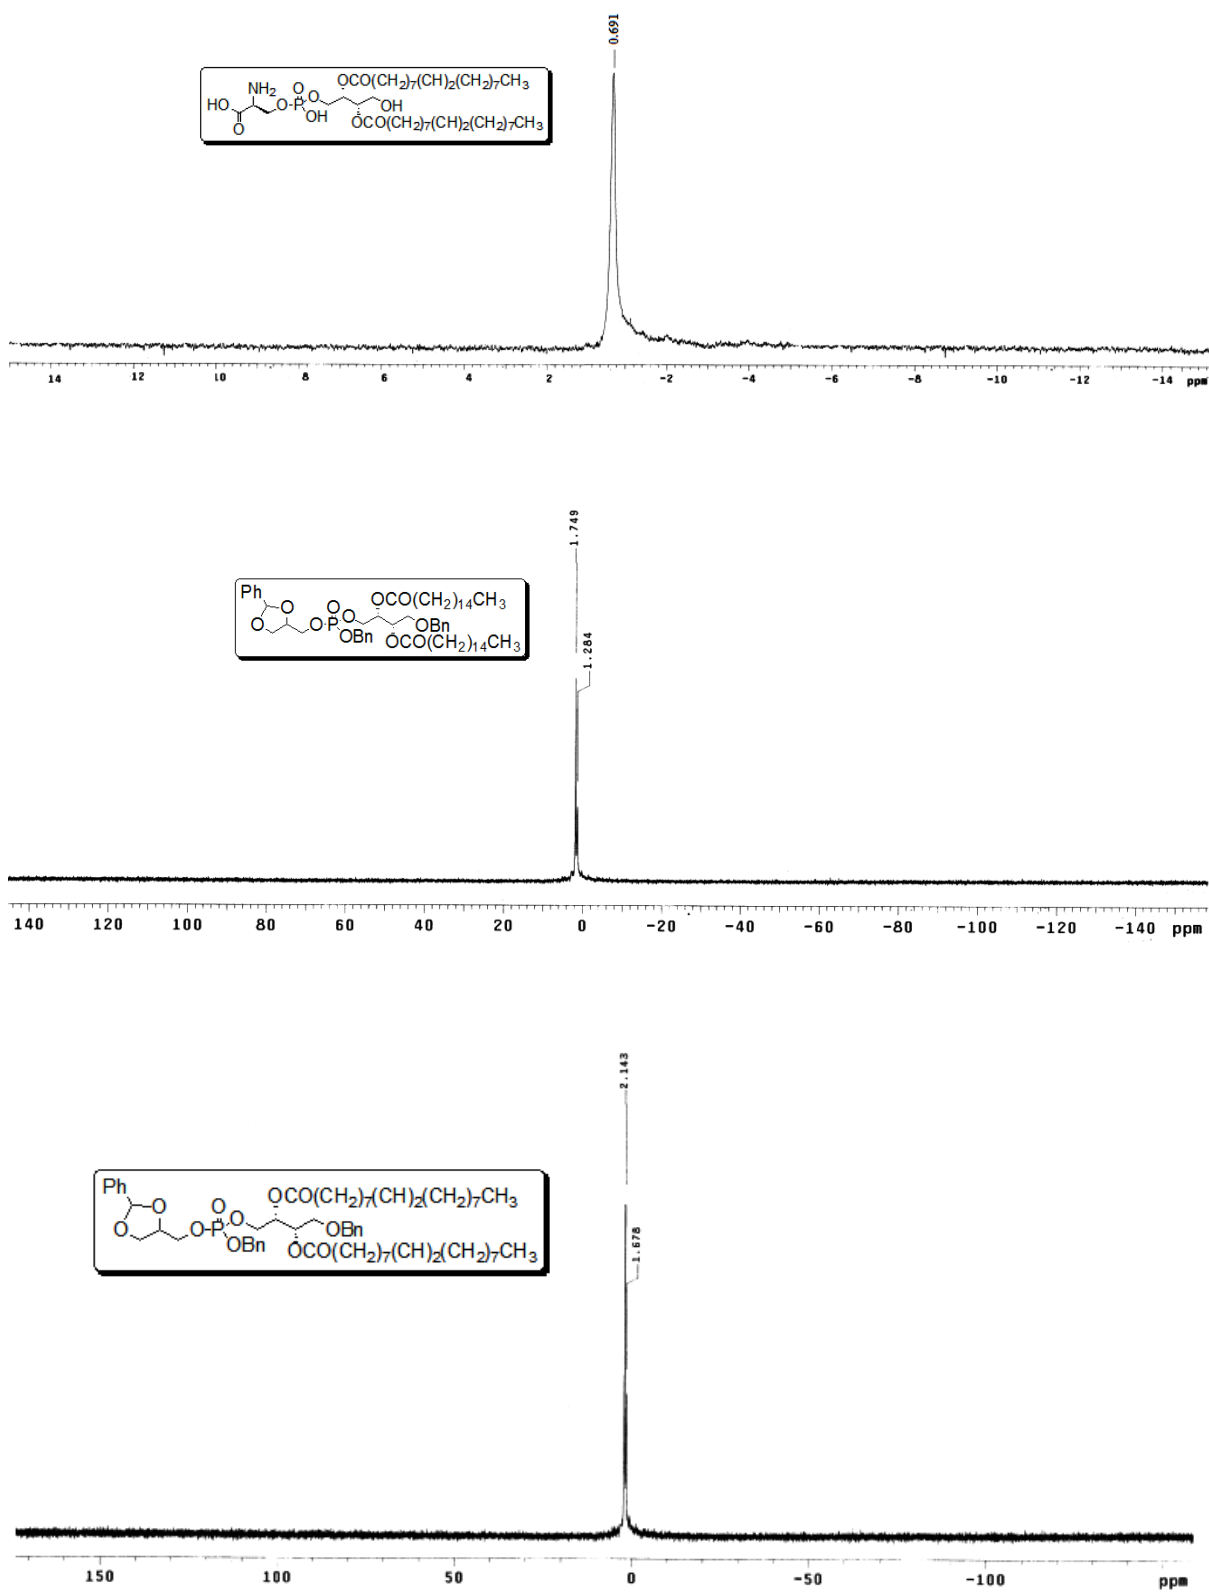 0.691
OCO(CH2)7(CH)2(CH2)7CH3
NH2
O
O
HO
O
P
OH
OH
O
OCO(CH2)7(CH)2(CH2)7CH3
14 12 10 8 6 4 2 -2 -4 -6 -8 -10 -12 -14 ppm
1.749
1.284
Ph
O
O
O
O
OCO(CH2)14CH3
O
P
OBn
OBn
OCO(CH2)14CH3
140 120 100 80 60 40 20 0 -20 -40 -60 -80 -100 -120 -140 ppm
2.143
1.678
Ph
O
O
O
O
OCO(CH2)7(CH)2(CH2)7CH3
O
P
OBn
OBn
OCO(CH2)7(CH)2(CH2)7CH3
150 100 50 0 -50 -100 ppm